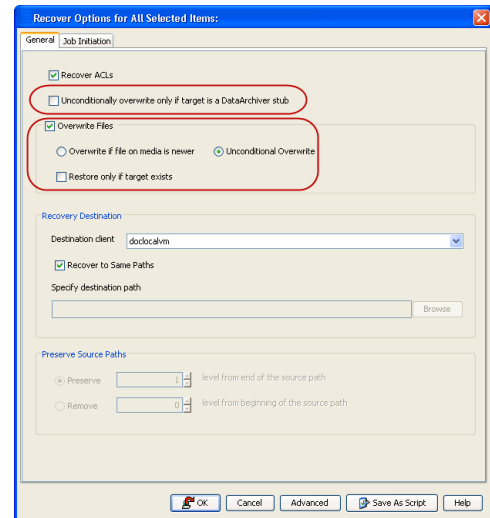 Recover Options for All Selected Items:
General Job Initiation
Recover ACLs
Unconditionally overwrite only if target is a DataArchiver stub
Overwrite Files
Overwrite if file on media is newer Unconditional Overwrite
Restore only if target exists
Recovery Destination
Destination client doclocalvm
Recover to Same Paths
Specify destination path
Browse
Preserve Source Paths
Preserve 1 level from end of the source path
Remove 0 level from beginning of the source path
OK Cancel Advanced Save As Script Help